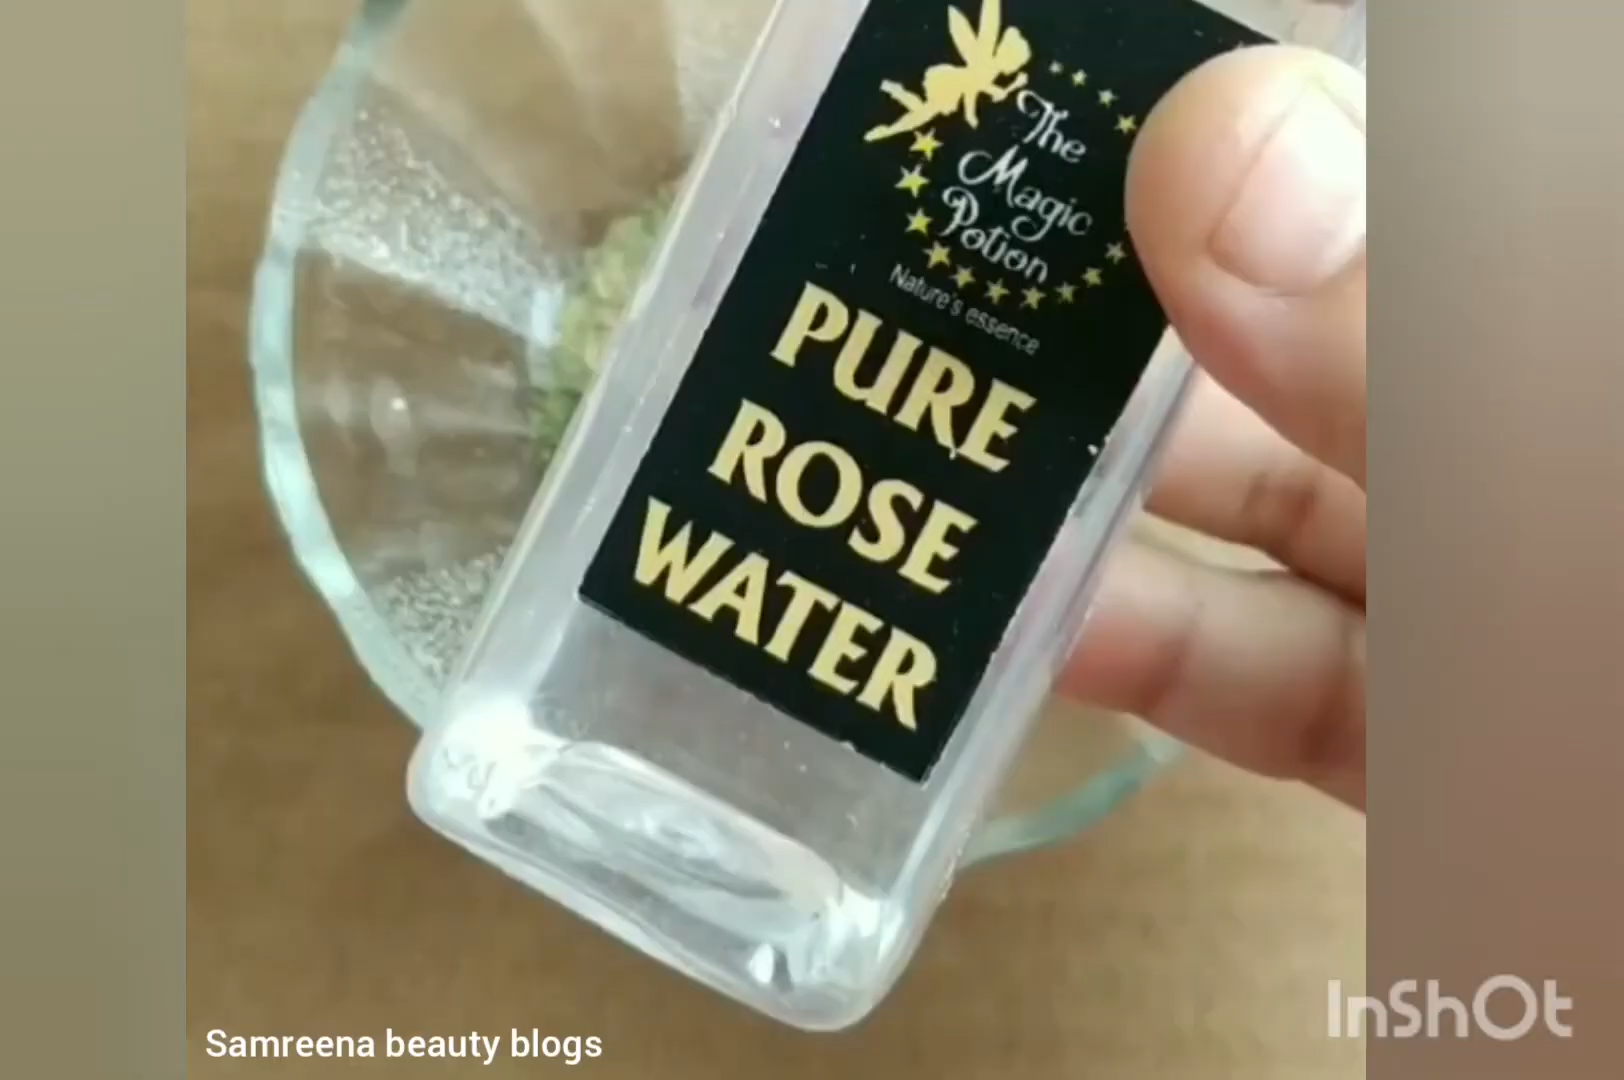 The
Magic
Potion
Nature's essence
PURE
ROSE
WATER
Samreena beauty blogs
InShOt